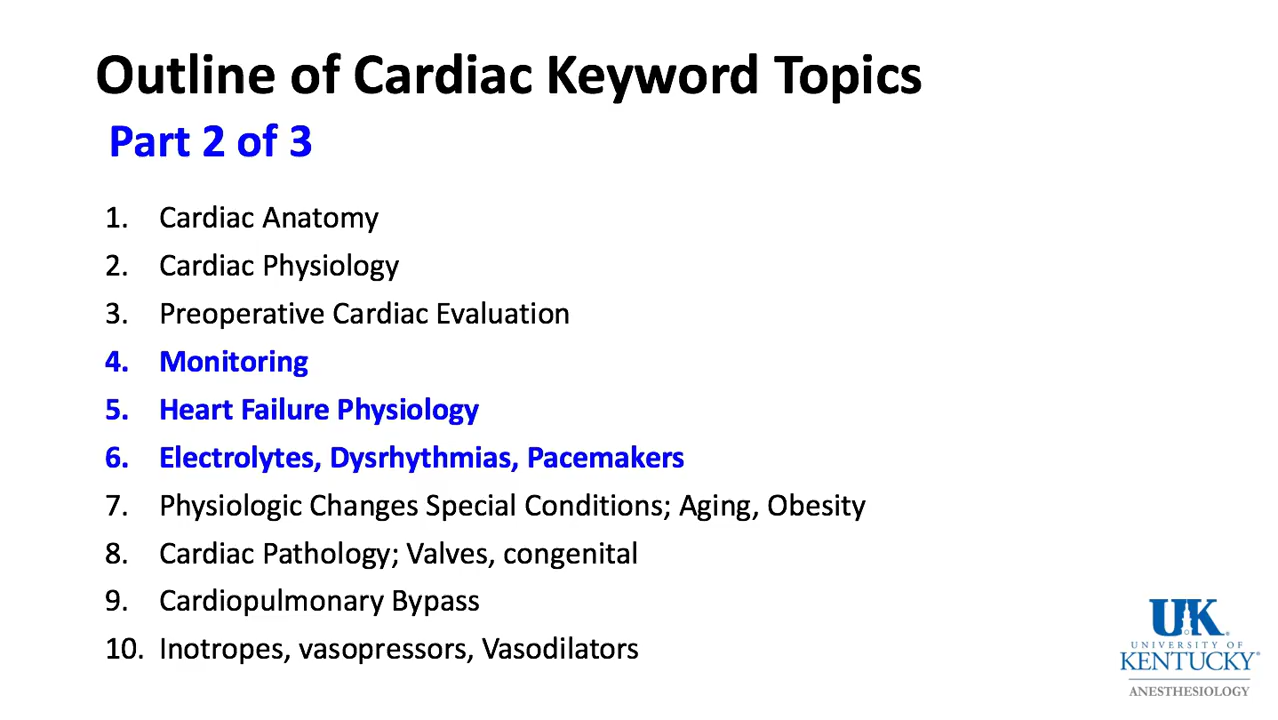 Outline of Cardiac Keyword Topics
Part 2 of 3
1. Cardiac Anatomy
2. Cardiac Physiology
3. Preoperative Cardiac Evaluation
4. Monitoring
5. Heart Failure Physiology
6. Electrolytes, Dysrhythmias, Pacemakers
7. Physiologic Changes Special Conditions; Aging, Obesity
8. Cardiac Pathology; Valves, congenital
9. Cardiopulmonary Bypass
10. Inotropes, vasopressors, Vasodilators
UK
UNIVERSITY OF
KENTUCKY®
ANESTHESIOLOGY